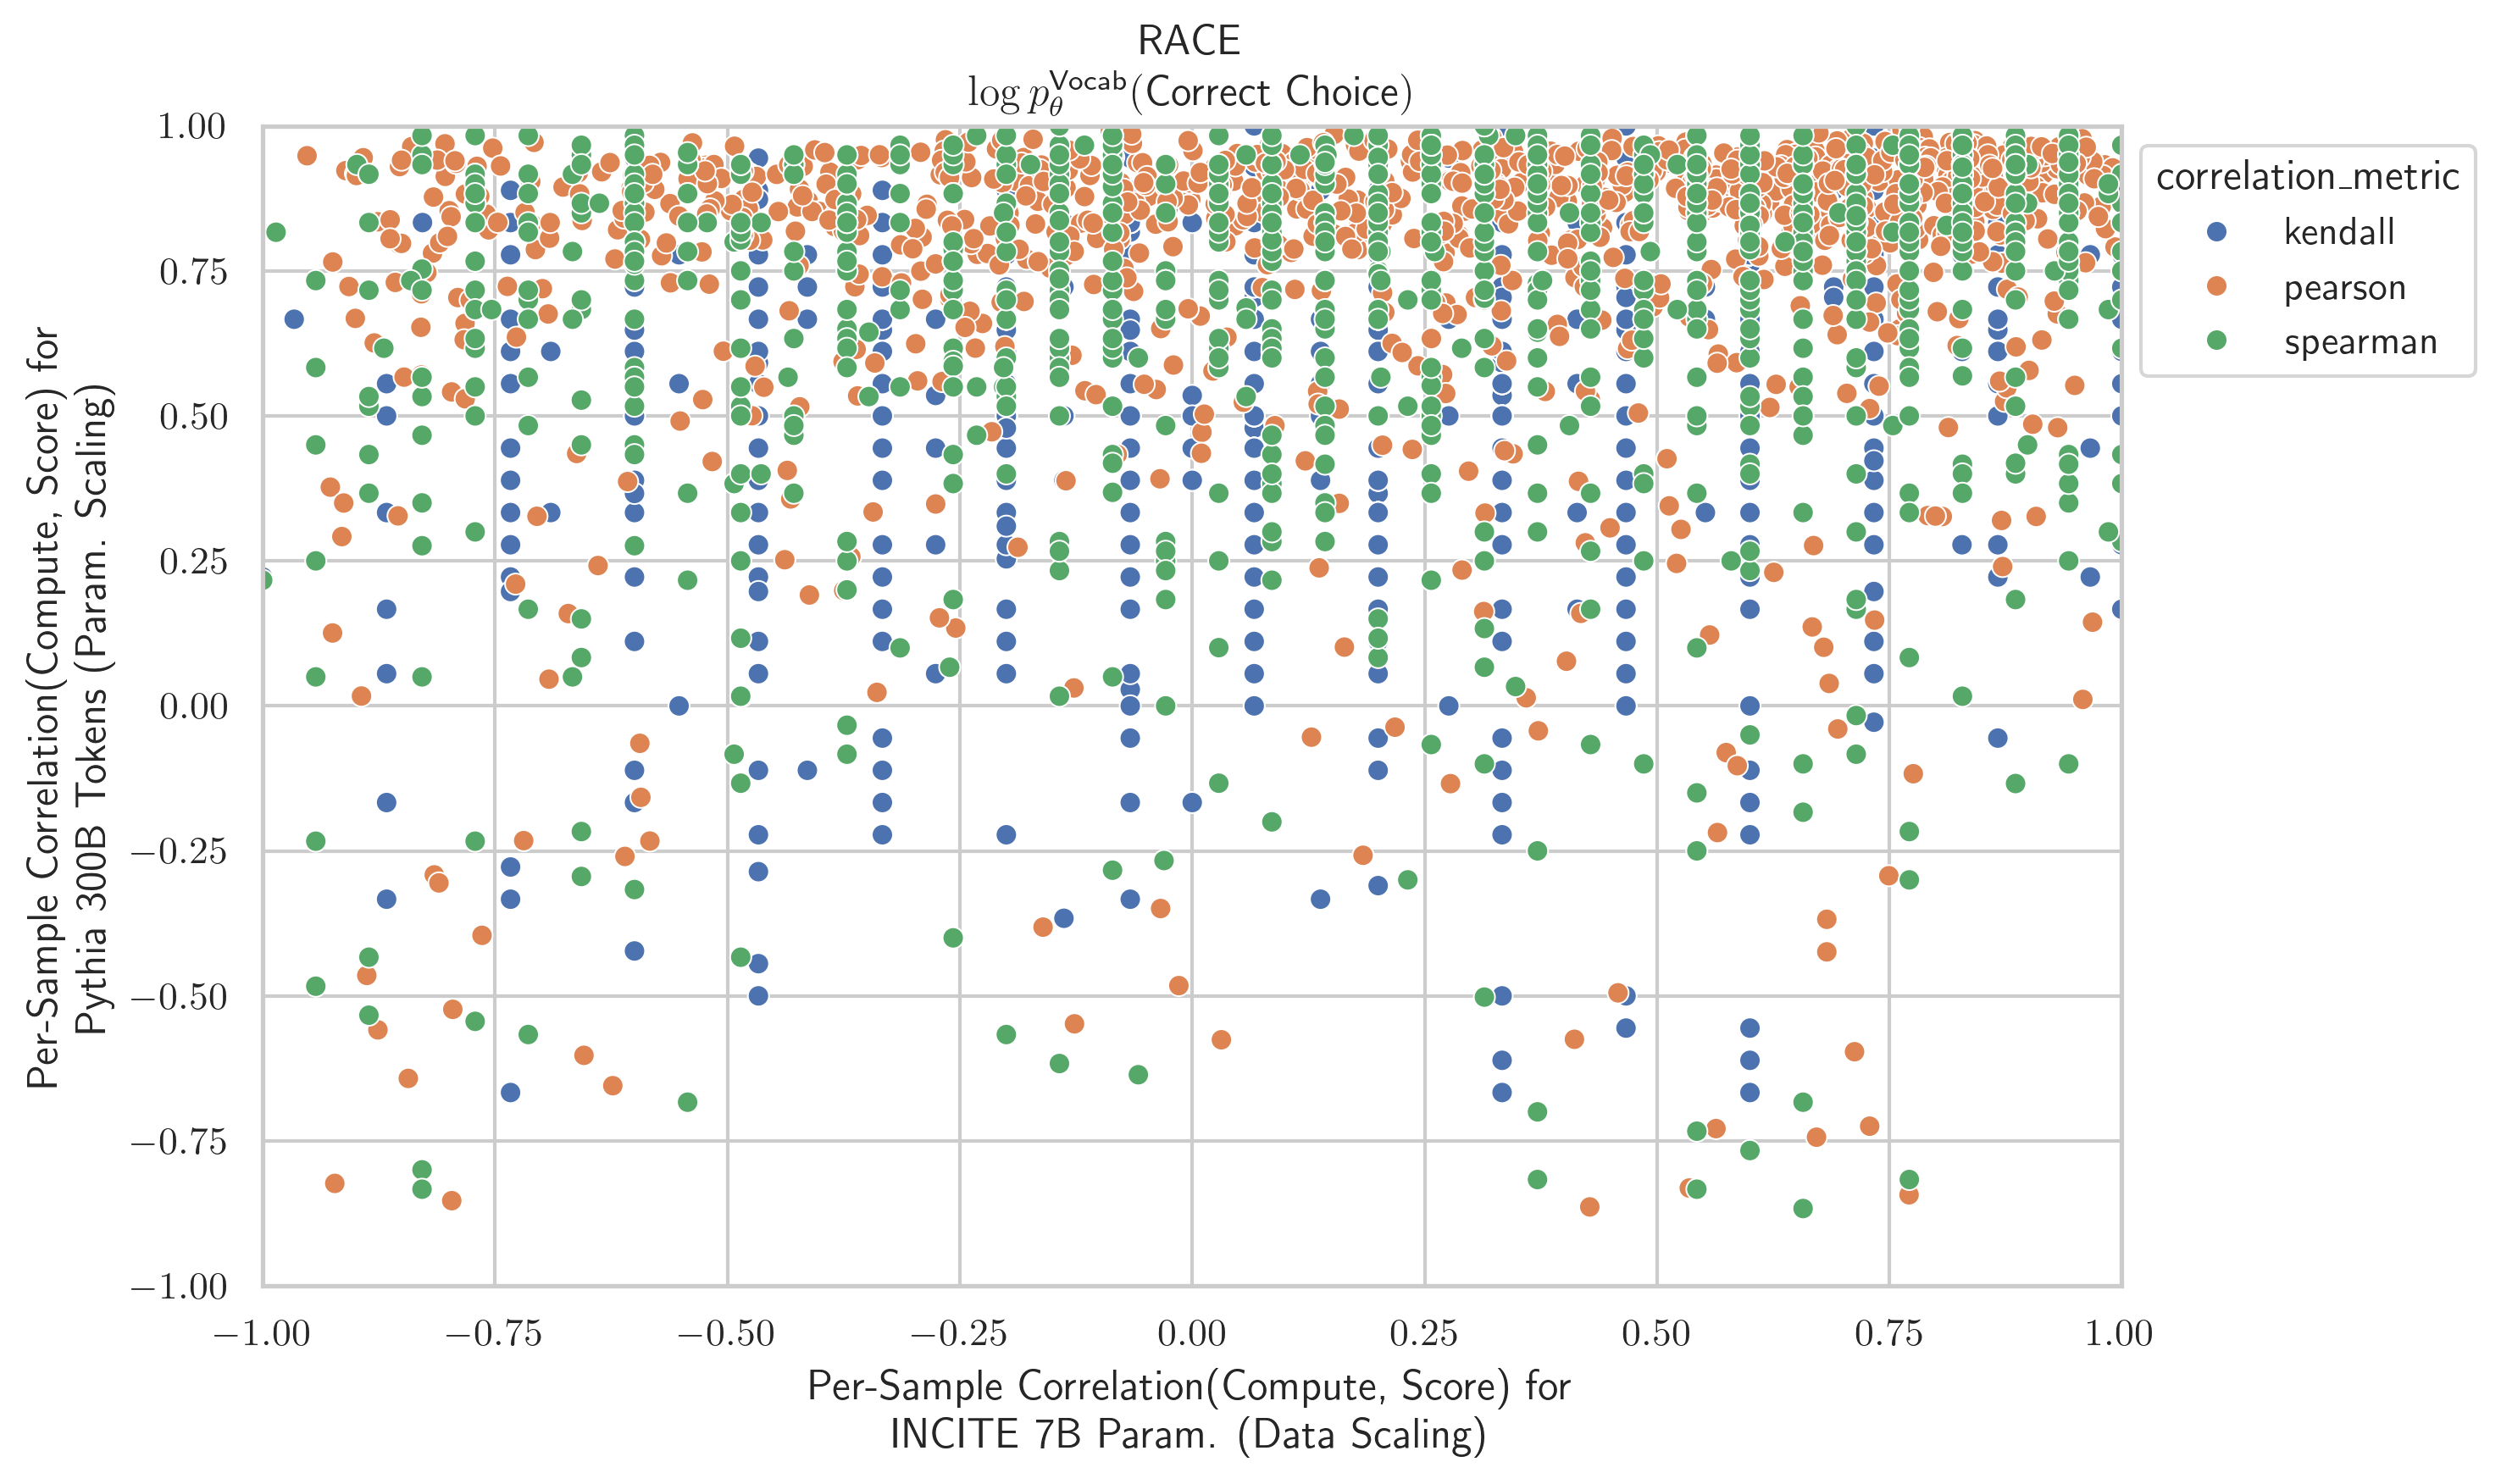 RACE
log p_θ^Vocab(Correct Choice)
Per-Sample Correlation(Compute, Score) for
Pythia 300B Tokens (Param. Scaling)
1.00
0.75
0.50
0.25
0.00
−0.25
−0.50
−0.75
−1.00
−1.00 −0.75 −0.50 −0.25 0.00 0.25 0.50 0.75 1.00
Per-Sample Correlation(Compute, Score) for
INCITE 7B Param. (Data Scaling)
correlation_metric
kendall
pearson
spearman